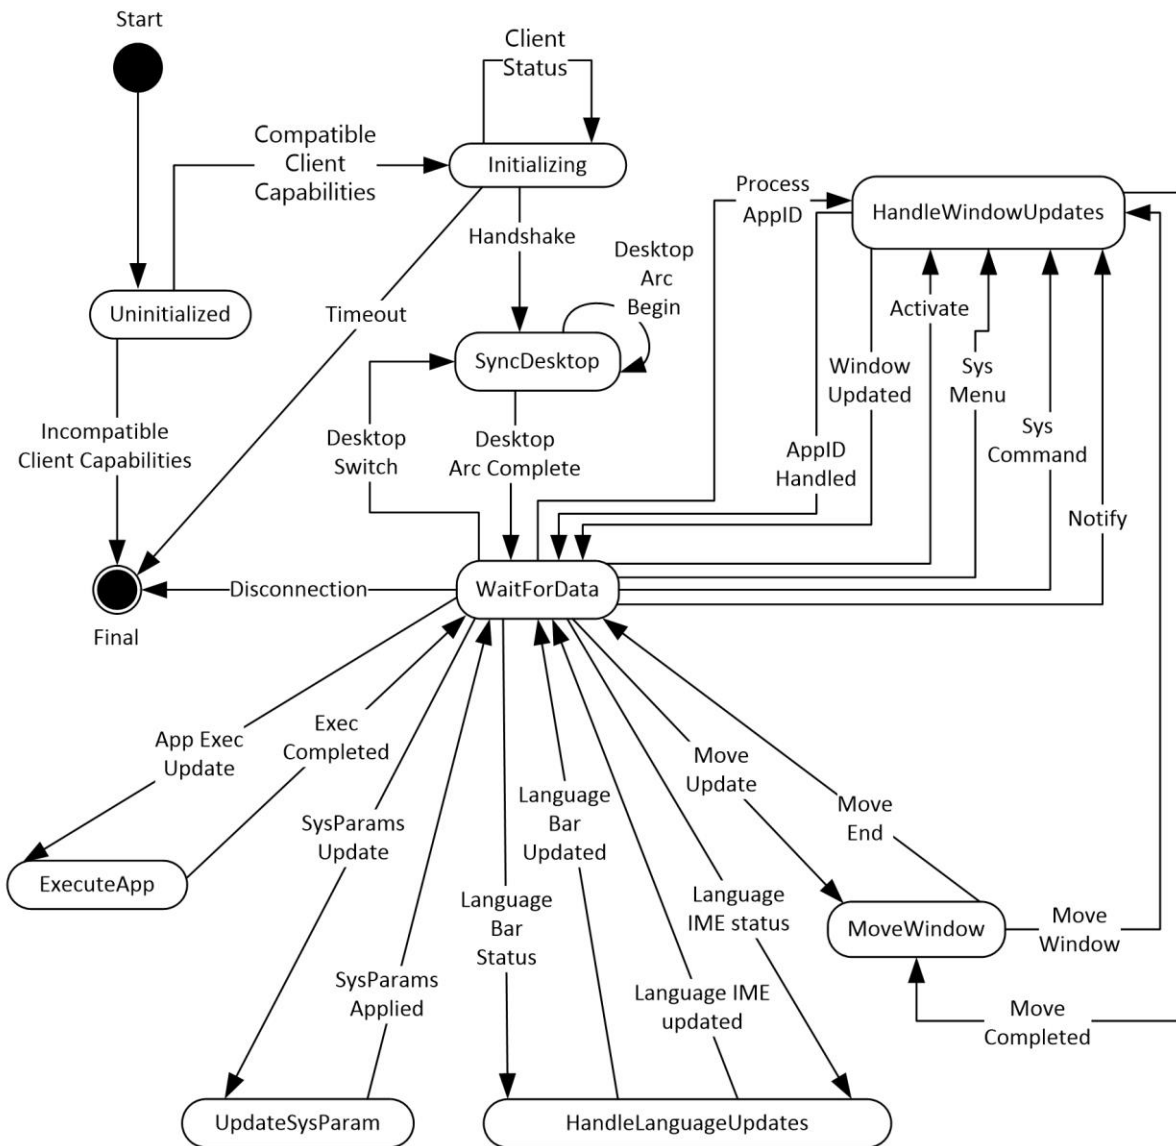 Start
Client
Status
Compatible
Client
Capabilities
Initializing
Process
AppID
HandleWindowUpdates
Handshake
Desktop
Arc
Begin
Uninitialized
Timeout
Activate
SyncDesktop
Window
Updated
Sys
Menu
Incompatible
Client Capabilities
Desktop
Switch
Desktop
Arc Complete
AppID
Handled
Sys
Command
Notify
Disconnection
WaitForData
Final
App Exec
Update
Exec
Completed
SysParams
Update
Language
Bar
Updated
Move
Update
Move
End
ExecuteApp
Language
Bar
Status
Language
IME status
MoveWindow
Move
Window
SysParams
Applied
Language IME
updated
Move
Completed
UpdateSysParam
HandleLanguageUpdates